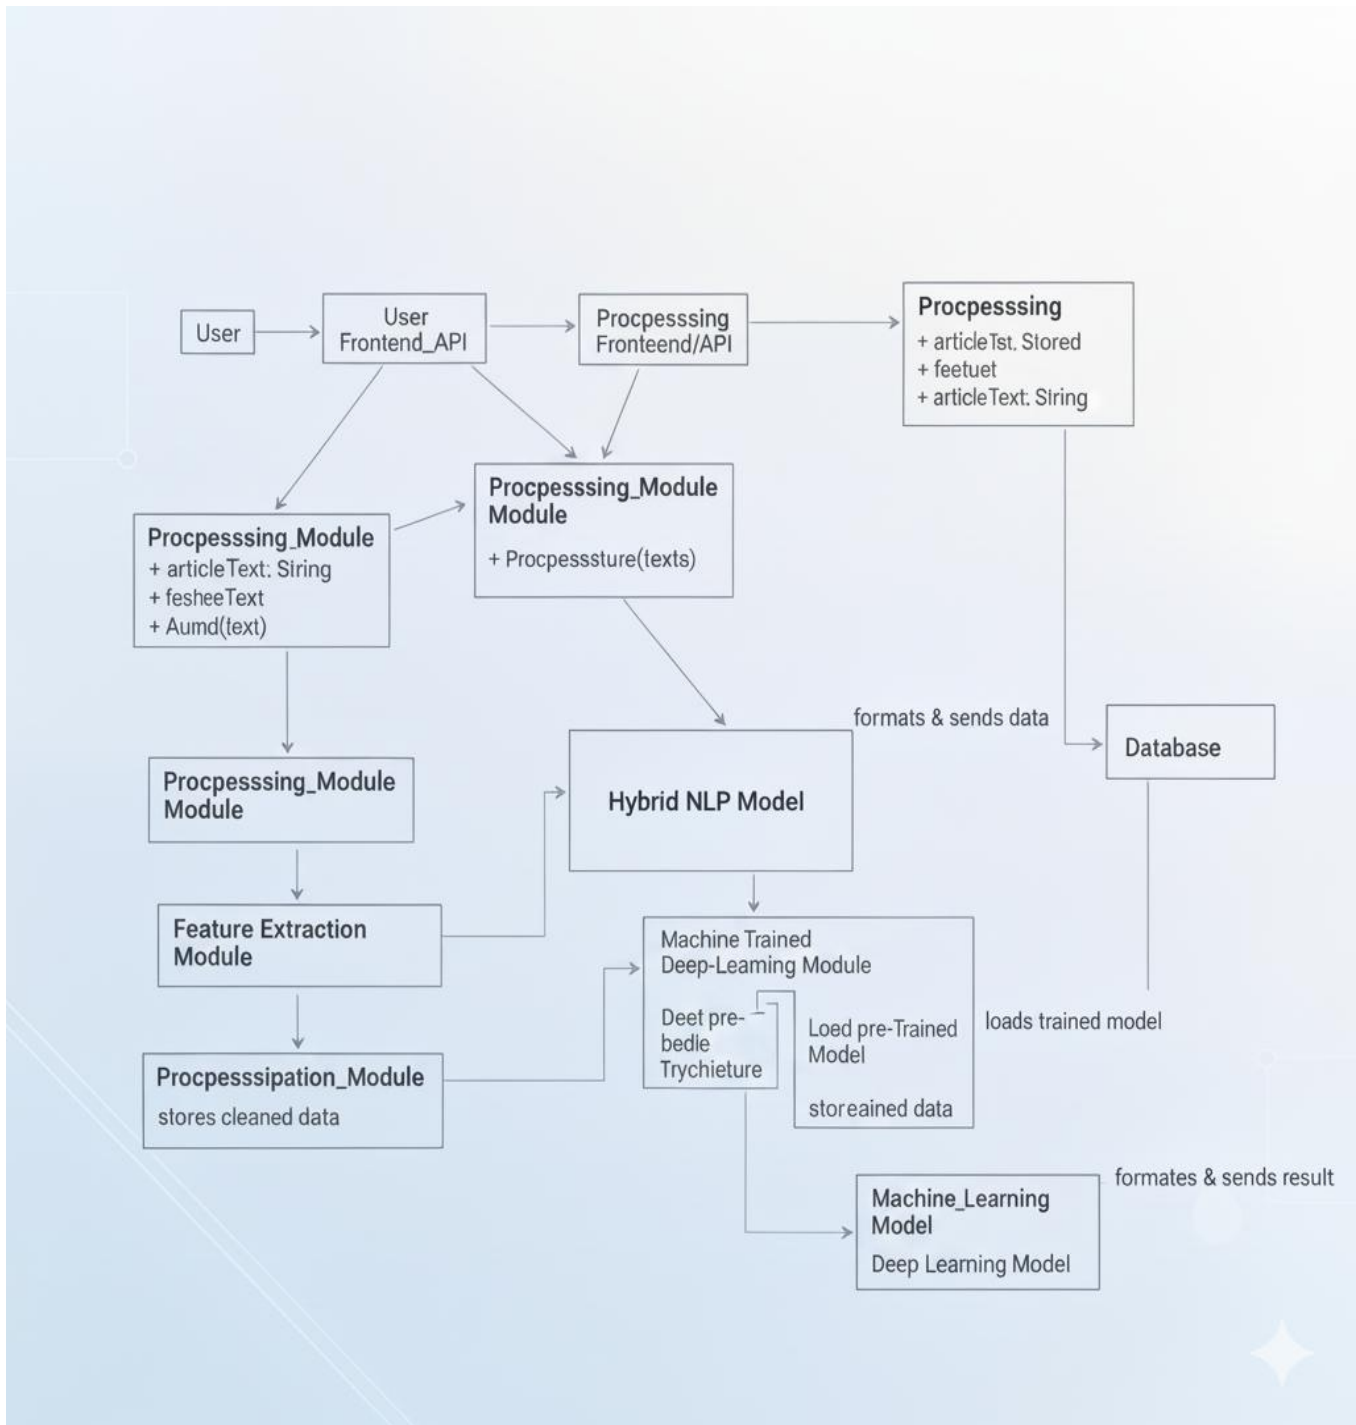 User
User
Frontend_API
Procpesssing
Fronteend/API
Procpesssing
+ articleTst. Stored
+ feetuet
+ articleText: Siring
Procpesssing_Module
Module
+ Procpesssture(texts)
Procpesssing_Module
+ articleText: Siring
+ fesheeText
+ Aumd(text)
formats & sends data
Database
Procpesssing_Module
Module
Hybrid NLP Model
Feature Extraction
Module
Machine Trained
Deep-Leaming Module
Deet pre-
bedle
Trychieture
Loed pre-Trained
Model
storeained data
loads trained model
Procpesssipation_Module
stores cleaned data
Machine_Learning
Model
Deep Learning Model
formates & sends result